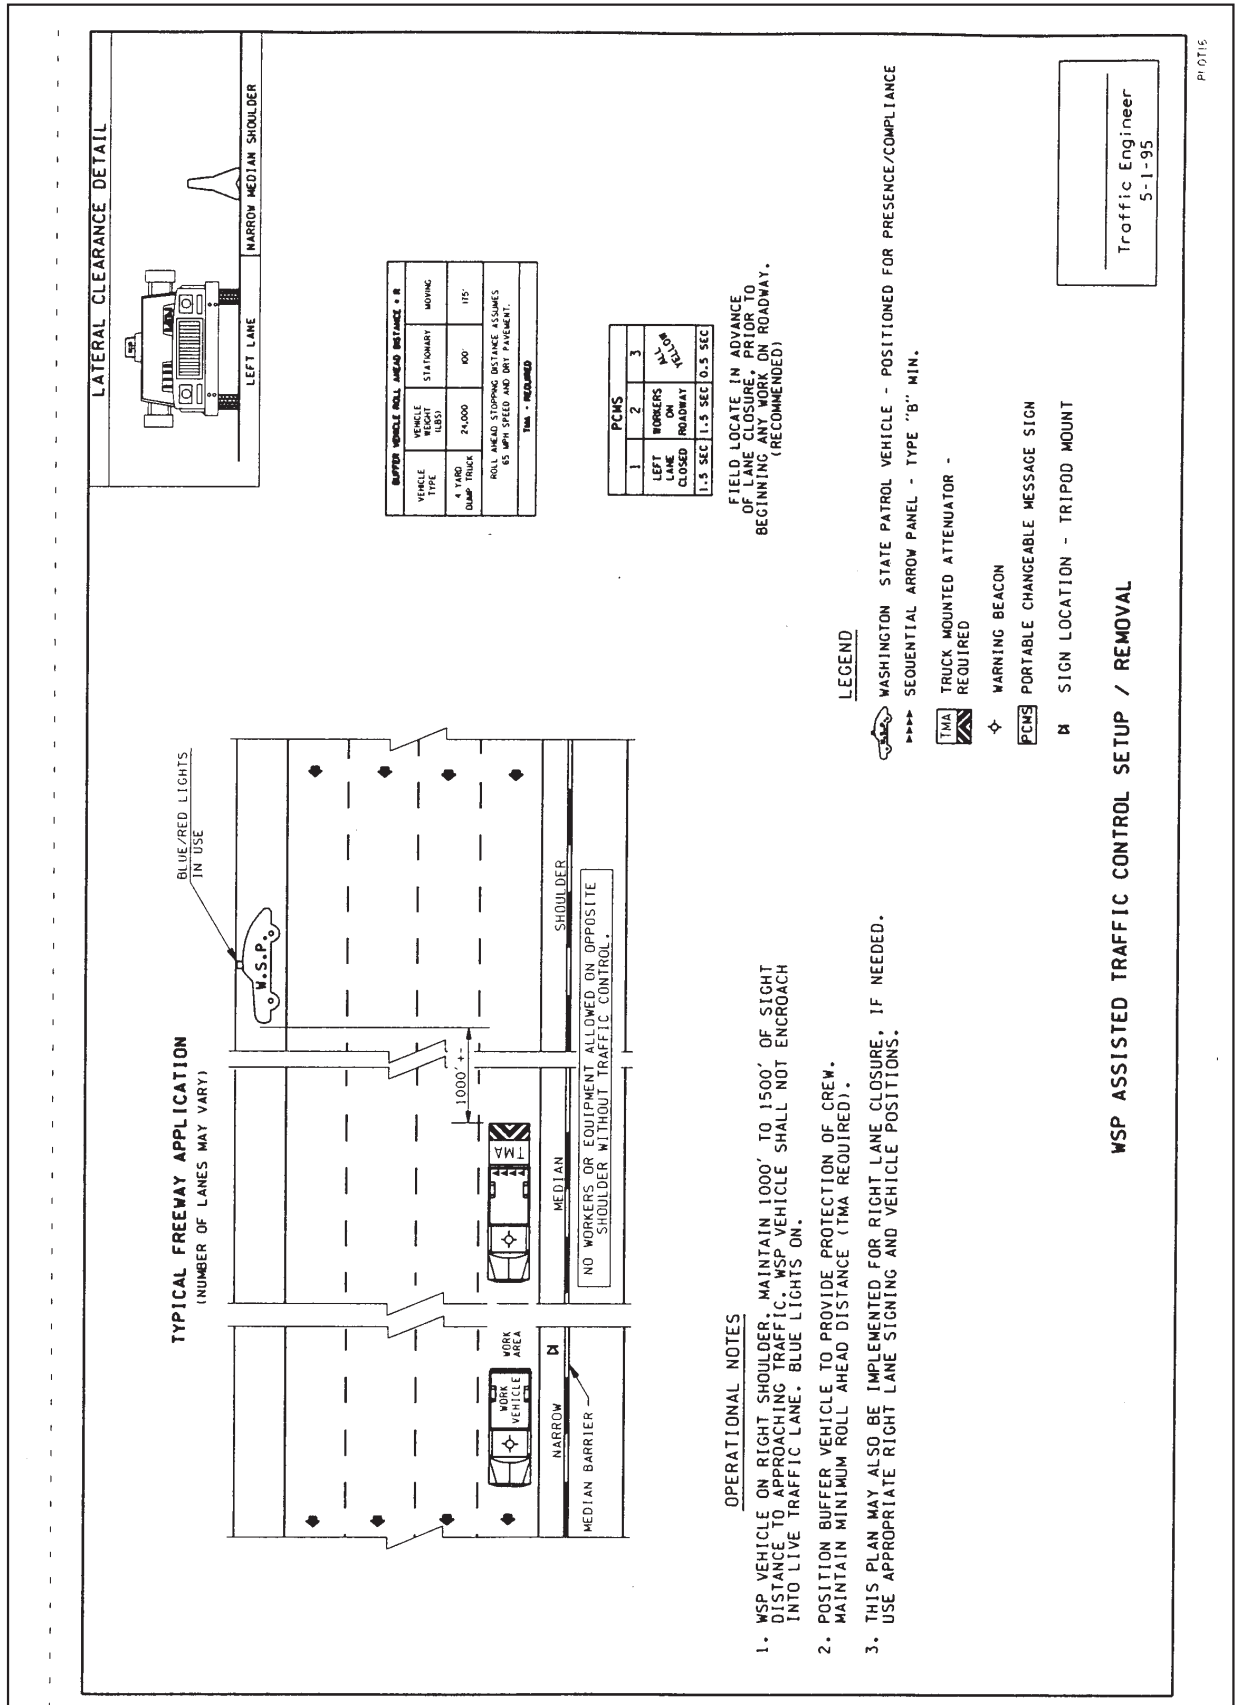 TYPICAL FREEWAY APPLICATION
(NUMBER OF LANES MAY VARY)
BLUE/RED LIGHTS
IN USE
W.S.P.
1000'+-
TMA
WORK
VEHICLE
WORK
AREA
NARROW
MEDIAN
SHOULDER
MEDIAN BARRIER
NO WORKERS OR EQUIPMENT ALLOWED ON OPPOSITE
SHOULDER WITHOUT TRAFFIC CONTROL.
LATERAL CLEARANCE DETAIL
LEFT LANE
NARROW MEDIAN SHOULDER
BUFFER VEHICLE ROLL AHEAD DISTANCE = R
VEHICLE
TYPE
VEHICLE
WEIGHT
(LBS)
STATIONARY
MOVING
4 YARD
DUMP TRUCK
24,000
100'
175'
ROLL AHEAD STOPPING DISTANCE ASSUMES
65 MPH SPEED AND DRY PAVEMENT.
TMA - REQUIRED
PCMS
1
2
3
LEFT
LANE
CLOSED
WORKERS
ON
ROADWAY
ALL
YELLOW
1.5 SEC
1.5 SEC
0.5 SEC
FIELD LOCATE IN ADVANCE
OF LANE CLOSURE, PRIOR TO
BEGINNING ANY WORK ON ROADWAY.
(RECOMMENDED)
OPERATIONAL NOTES
1. WSP VEHICLE ON RIGHT SHOULDER. MAINTAIN 1000' TO 1500' OF SIGHT
DISTANCE TO APPROACHING TRAFFIC. WSP VEHICLE SHALL NOT ENCROACH
INTO LIVE TRAFFIC LANE. BLUE LIGHTS ON.
2. POSITION BUFFER VEHICLE TO PROVIDE PROTECTION OF CREW.
MAINTAIN MINIMUM ROLL AHEAD DISTANCE (TMA REQUIRED).
3. THIS PLAN MAY ALSO BE IMPLEMENTED FOR RIGHT LANE CLOSURE, IF NEEDED.
USE APPROPRIATE RIGHT LANE SIGNING AND VEHICLE POSITIONS.
LEGEND
WASHINGTON STATE PATROL VEHICLE - POSITIONED FOR PRESENCE/COMPLIANCE
SEQUENTIAL ARROW PANEL - TYPE "B" MIN.
TMA
TRUCK MOUNTED ATTENUATOR -
REQUIRED
WARNING BEACON
PCMS PORTABLE CHANGEABLE MESSAGE SIGN
SIGN LOCATION - TRIPOD MOUNT
WSP ASSISTED TRAFFIC CONTROL SETUP / REMOVAL
Traffic Engineer
5-1-95